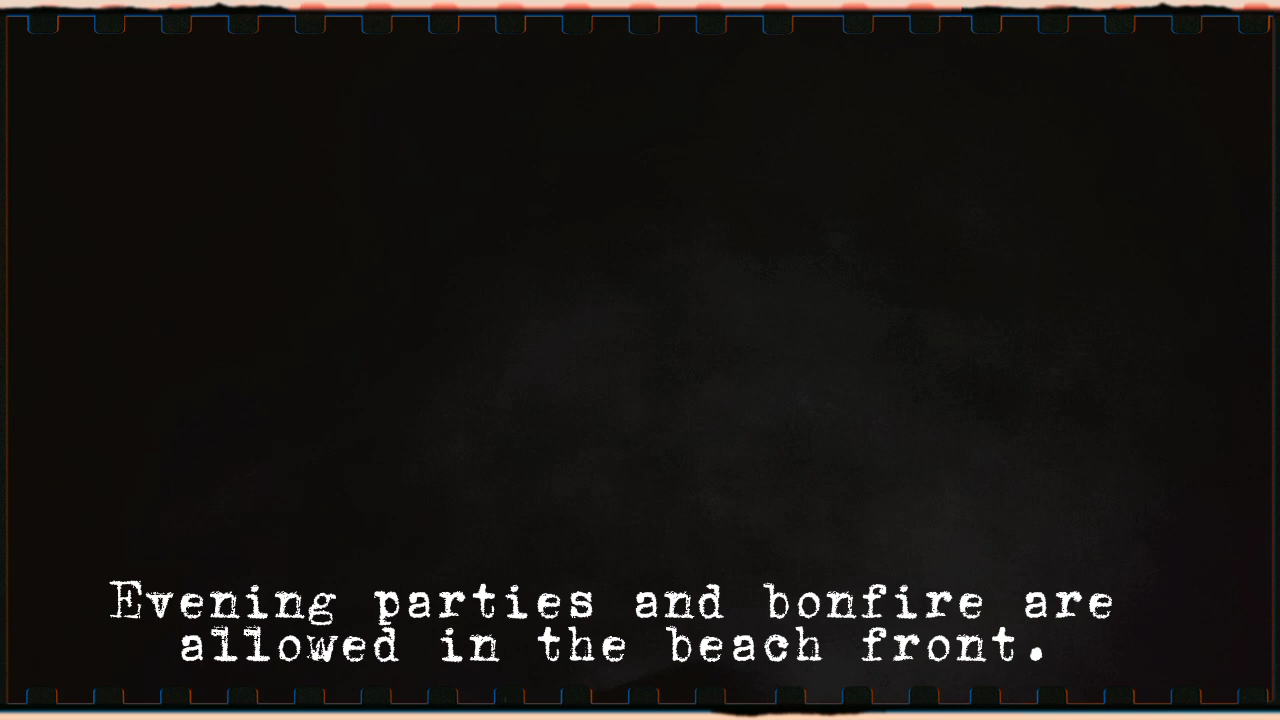 Evening parties and bonfire are
allowed in the beach front.